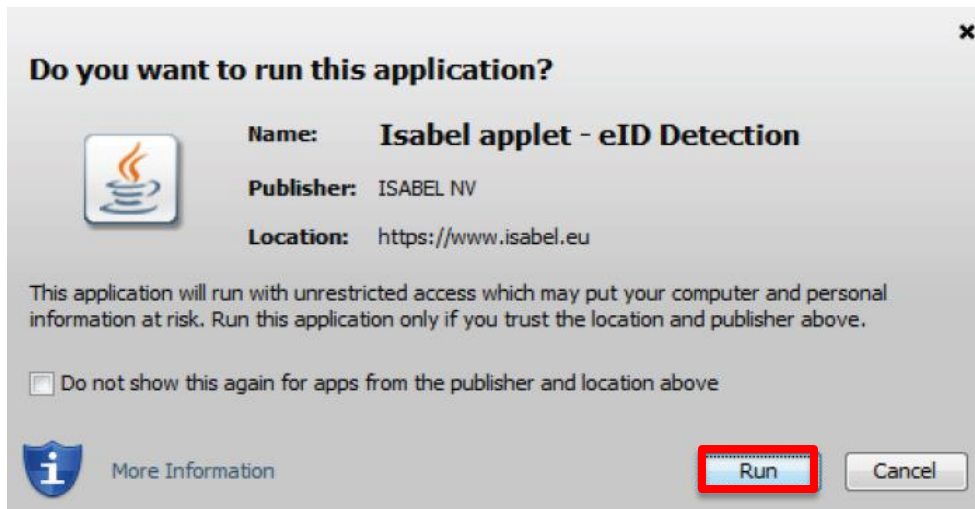 Do you want to run this application?
Name: Isabel applet - eID Detection
Publisher: ISABEL NV
Location: https://www.isabel.eu
This application will run with unrestricted access which may put your computer and personal
information at risk. Run this application only if you trust the location and publisher above.
Do not show this again for apps from the publisher and location above
More Information
Run
Cancel